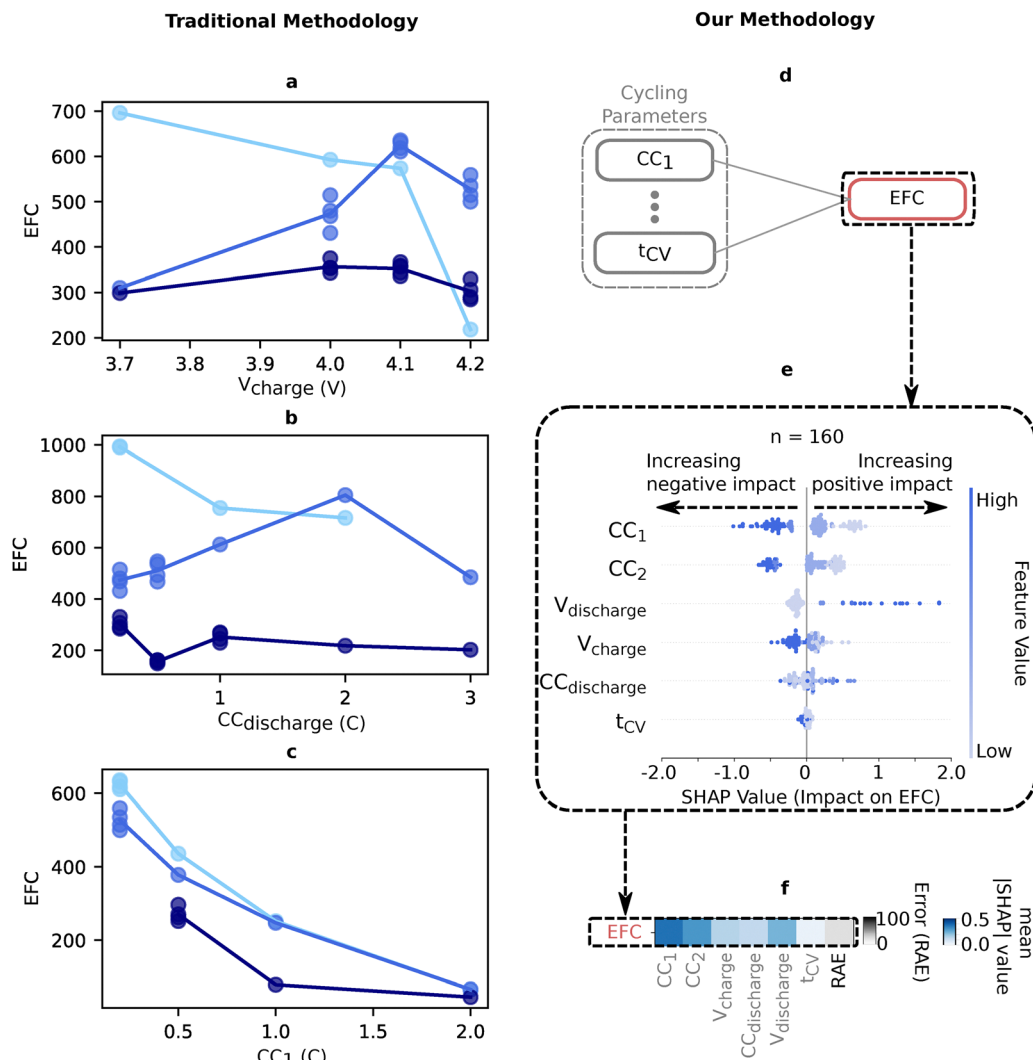 Traditional Methodology
a
700
600
500
400
300
200
EFC
3.7
3.8
3.9
4.0
4.1
4.2
Vcharge (V)
b
1000
800
600
400
200
EFC
1
2
3
CCdischarge (C)
c
600
400
200
EFC
0.5
1.0
1.5
2.0
CC1 (C)
Our Methodology
d
Cycling
Parameters
CC1
tCV
EFC
e
n = 160
Increasing
negative impact
Increasing
positive impact
CC1
CC2
Vdischarge
Vcharge
CCdischarge
tCV
-2.0
-1.0
0
1
2.0
SHAP Value (Impact on EFC)
High
Feature Value
Low
f
EFC
CC1
CC2
Vcharge
CCdischarge
Vdischarge
tCV
RAE
100
0
Error (RAE)
0.5
0.0
mean
|SHAP| value